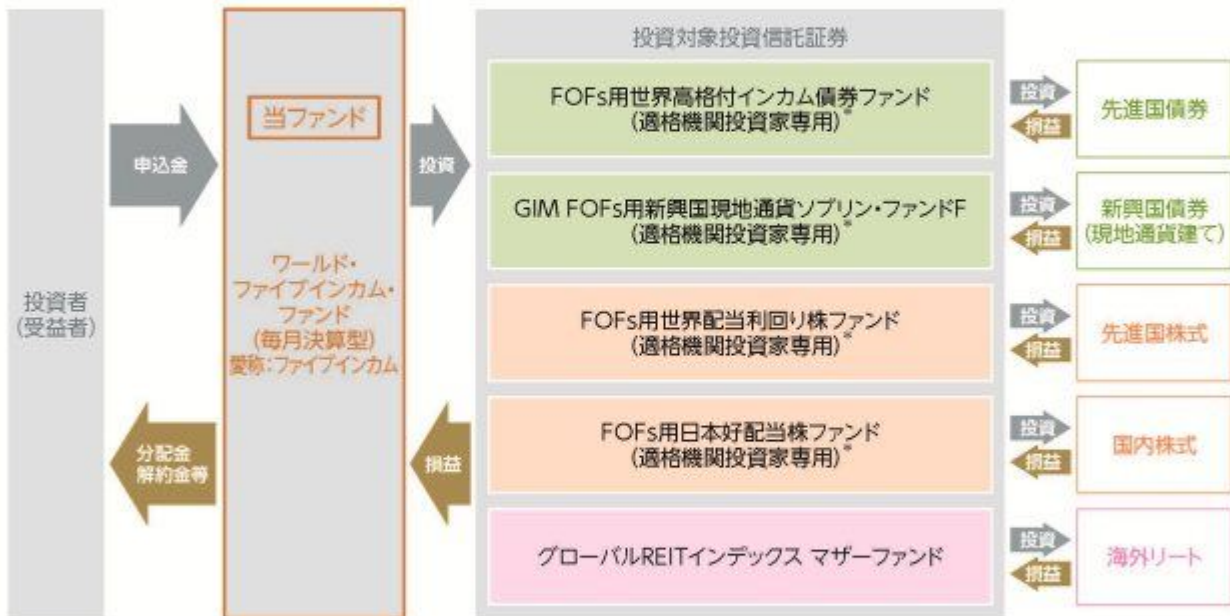 投資者
(受益者)
申込金
分配金
解約金等
当ファンド
ワールド・
ファイブインカム・
ファンド
(毎月決算型)
愛称:ファイブインカム
投資
損益
投資対象投資信託証券
FOFs用世界高格付インカム債券ファンド
(適格機関投資家専用)*
投資
損益
先進国債券
GIM FOFs用新興国現地通貨ソブリン・ファンドF
(適格機関投資家専用)*
投資
損益
新興国債券
(現地通貨建て)
FOFs用世界配当利回り株ファンド
(適格機関投資家専用)*
投資
損益
先進国株式
FOFs用日本好配当株ファンド
(適格機関投資家専用)*
投資
損益
国内株式
グローバルREITインデックス マザーファンド
投資
損益
海外リート